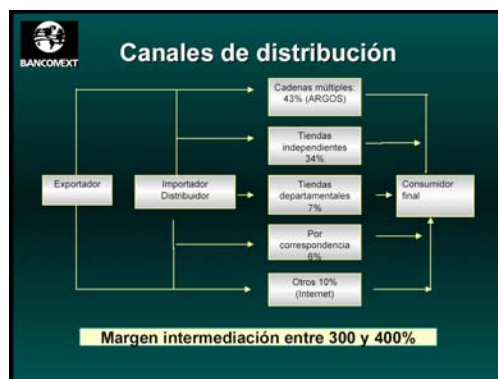 BANCOMEXT
Canales de distribución
Cadenas múltiples:
43% (ARGOS)
Tiendas
independientes
34%
Exportador
Importador
Distribuidor
Tiendas
departamentales
7%
Consumidor
final
Por
correspondencia
6%
Otros 10%
(Internet)
Margen intermediación entre 300 y 400%